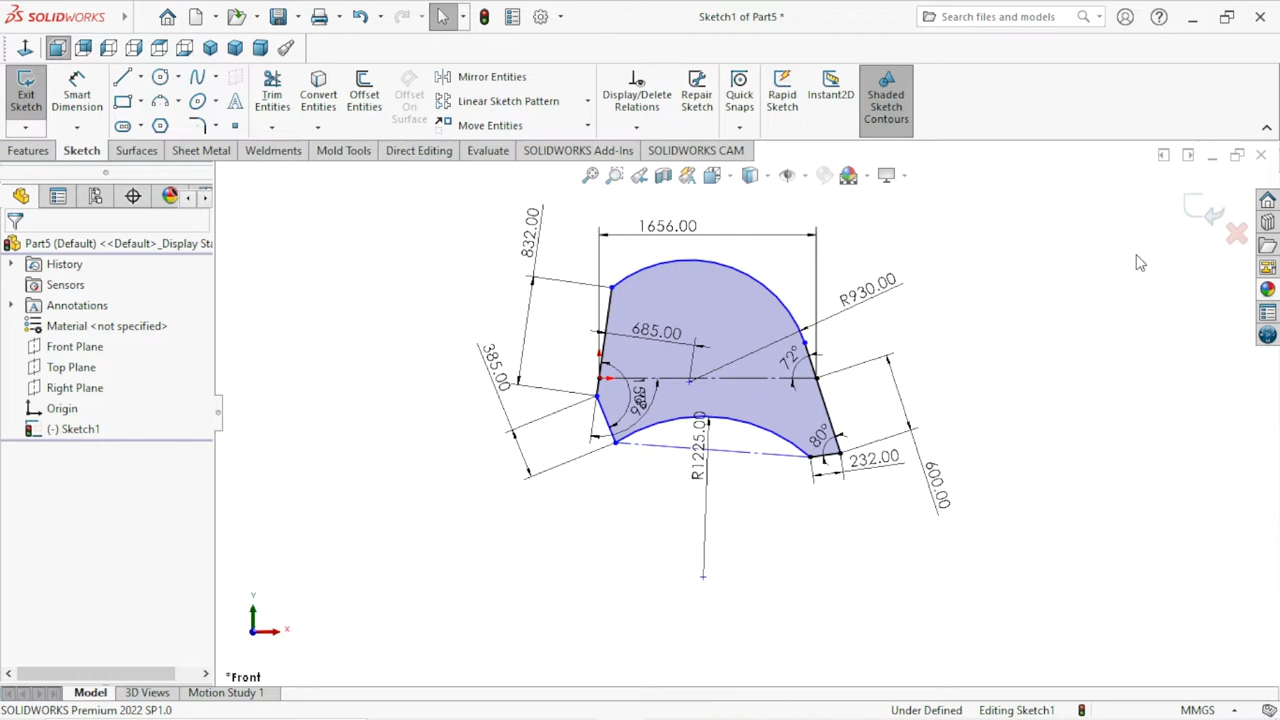 SOLIDWORKS
Sketch1 of Part5 *
Search files and models
Exit Sketch
Smart Dimension
Trim Entities
Convert Entities
Offset Entities
Offset On Surface
Mirror Entities
Linear Sketch Pattern
Move Entities
Display/Delete Relations
Repair Sketch
Quick Snaps
Rapid Sketch
Instant2D
Shaded Sketch Contours
Features
Sketch
Surfaces
Sheet Metal
Weldments
Mold Tools
Direct Editing
Evaluate
SOLIDWORKS Add-Ins
SOLIDWORKS CAM
Part5 (Default) <<Default>_Display Sta
History
Sensors
Annotations
Material <not specified>
Front Plane
Top Plane
Right Plane
Origin
(-) Sketch1
832.00
1656.00
R930.00
685.00
72°
385.00
80°
R1225.00
232.00
600.00
Y
X
*Front
Model
3D Views
Motion Study 1
SOLIDWORKS Premium 2022 SP1.0
Under Defined
Editing Sketch1
MMGS